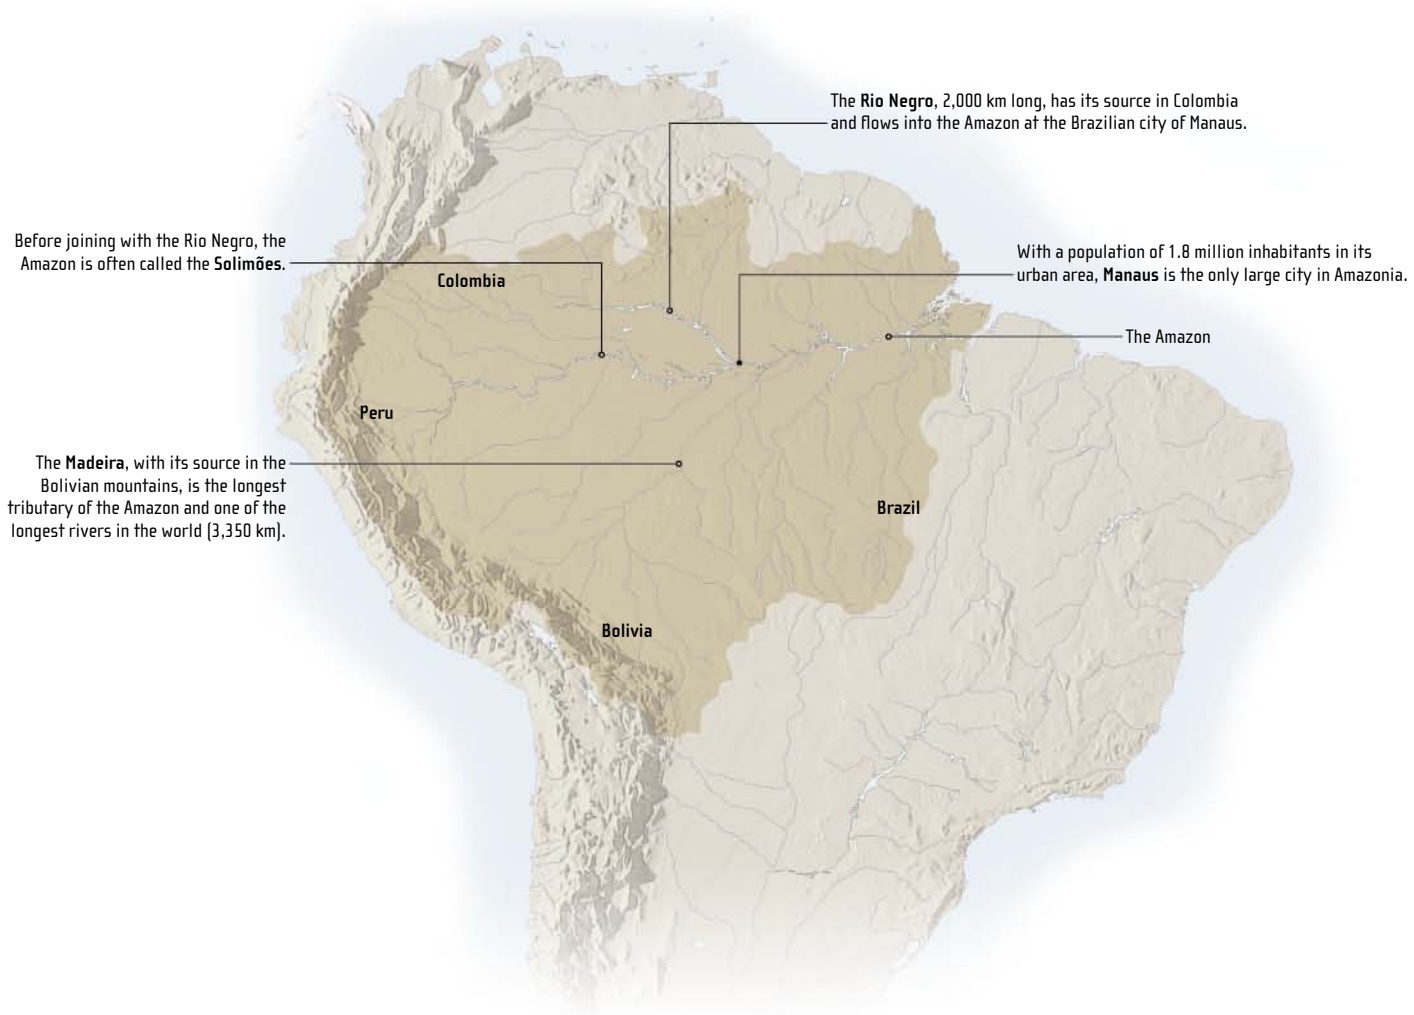 The Rio Negro, 2,000 km long, has its source in Colombia
and flows into the Amazon at the Brazilian city of Manaus.
Before joining with the Rio Negro, the
Amazon is often called the Solimões.
With a population of 1.8 million inhabitants in its
urban area, Manaus is the only large city in Amazonia.
Colombia
The Amazon
Peru
The Madeira, with its source in the
Bolivian mountains, is the longest
tributary of the Amazon and one of the
longest rivers in the world (3,350 km).
Brazil
Bolivia